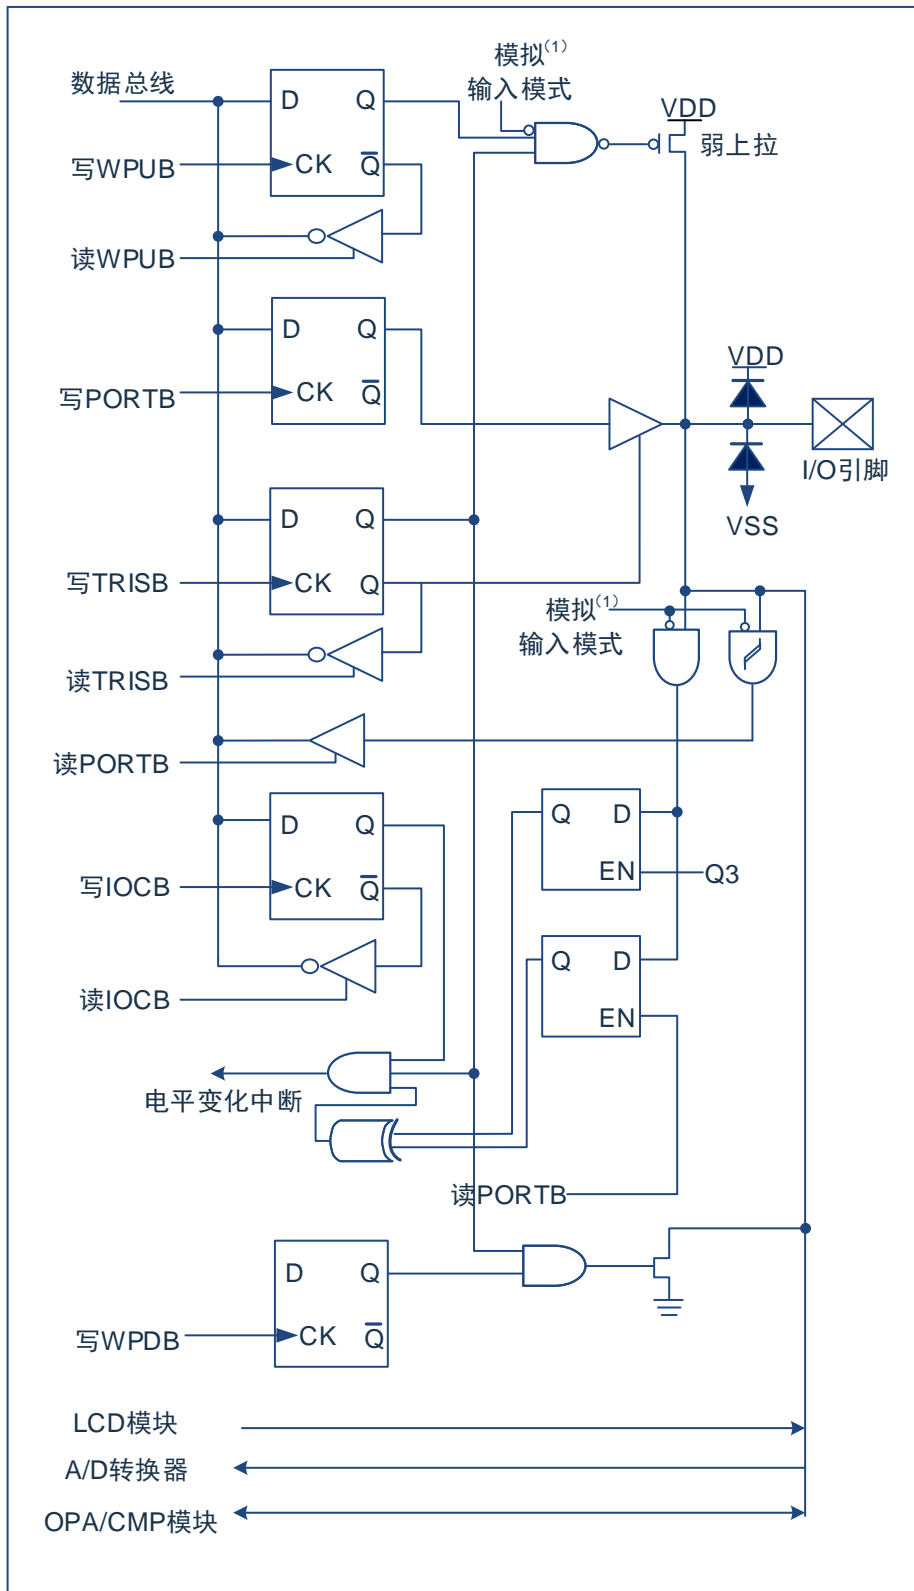 模拟(1)
输入模式
数据总线
D Q
VDD
弱上拉
写WPUB
CK Q
读WPUB
D Q
写PORTB
CK Q
VDD
I/O引脚
VSS
D Q
写TRISB
CK Q
模拟(1)
输入模式
读TRISB
读PORTB
D Q
Q D
写IOCB
CK Q
EN Q3
Q D
读IOCB
EN
电平变化中断
读PORTB
D Q
写WPDB
CK Q
LCD模块
A/D转换器
OPA/CMP模块